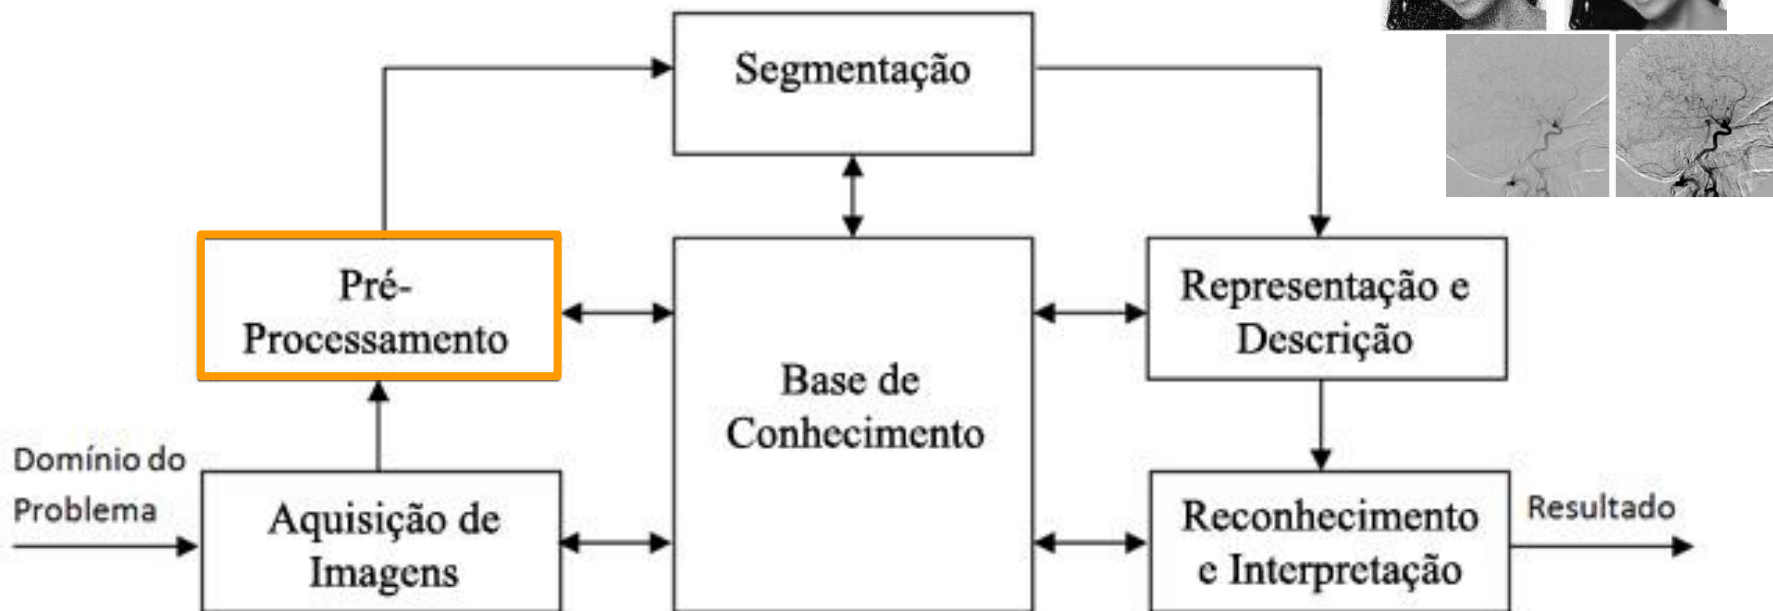 Segmentação
Pré-
Processamento
Representação e
Descrição
Base de
Conhecimento
Domínio do
Problema
Aquisição de
Imagens
Reconhecimento
e Interpretação
Resultado